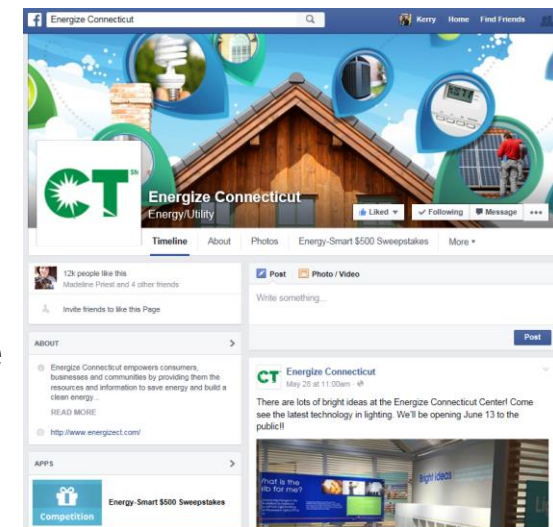 Energize Connecticut
Kerry Home Find Friends
CT
Energize Connecticut
Energy/Utility
Liked
Following
Message
Timeline About Photos Energy-Smart $500 Sweepstakes More
12k people like this
Madeline Priest and 4 other friends
Invite friends to like this Page
ABOUT
Energize Connecticut empowers consumers,
businesses and communities by providing them the
resources and information to save energy and build a
clean energy...
READ MORE
http://www.energizect.com/
APPS
Competition
Energy-Smart $500 Sweepstakes
Post Photo / Video
Write something...
Post
CT
Energize Connecticut
May 28 at 11:00am
There are lots of bright ideas at the Energize Connecticut Center! Come
see the latest technology in lighting. We'll be opening June 13 to the
public!!
What is the
for me?
Bright ideas
e